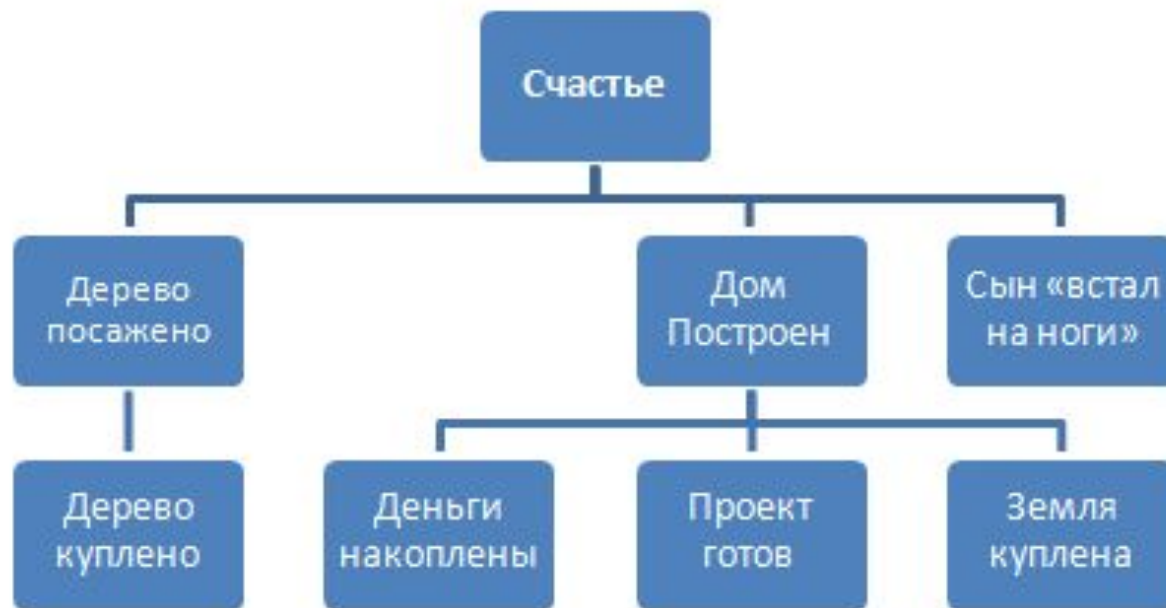 Счастье
Дерево
посажено
Дом
Построен
Сын «встал
на ноги»
Дерево
куплено
Деньги
накоплены
Проект
готов
Земля
куплена